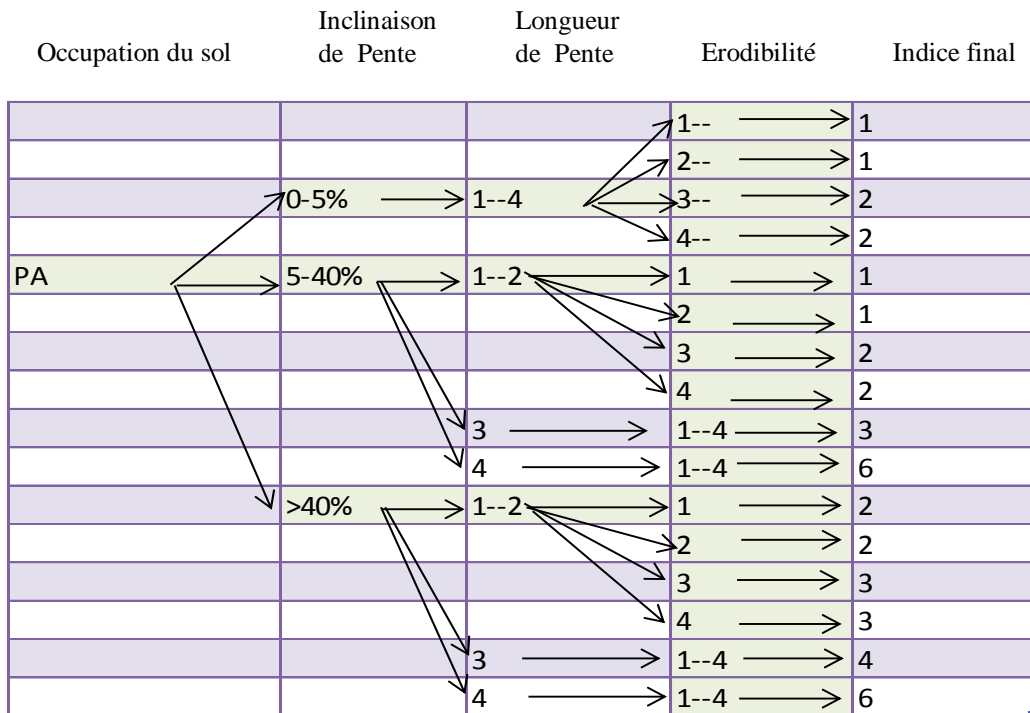 Occupation du sol Inclinaison de Pente Longueur de Pente Erodibilité Indice final
1-- 1
2-- 1
0-5% 1--4 3-- 2
4-- 2
PA 5-40% 1--2 1 1
2 1
3 2
4 2
3 1--4 3
4 1--4 6
>40% 1--2 1 2
2 2
3 3
4 3
3 1--4 4
4 1--4 6